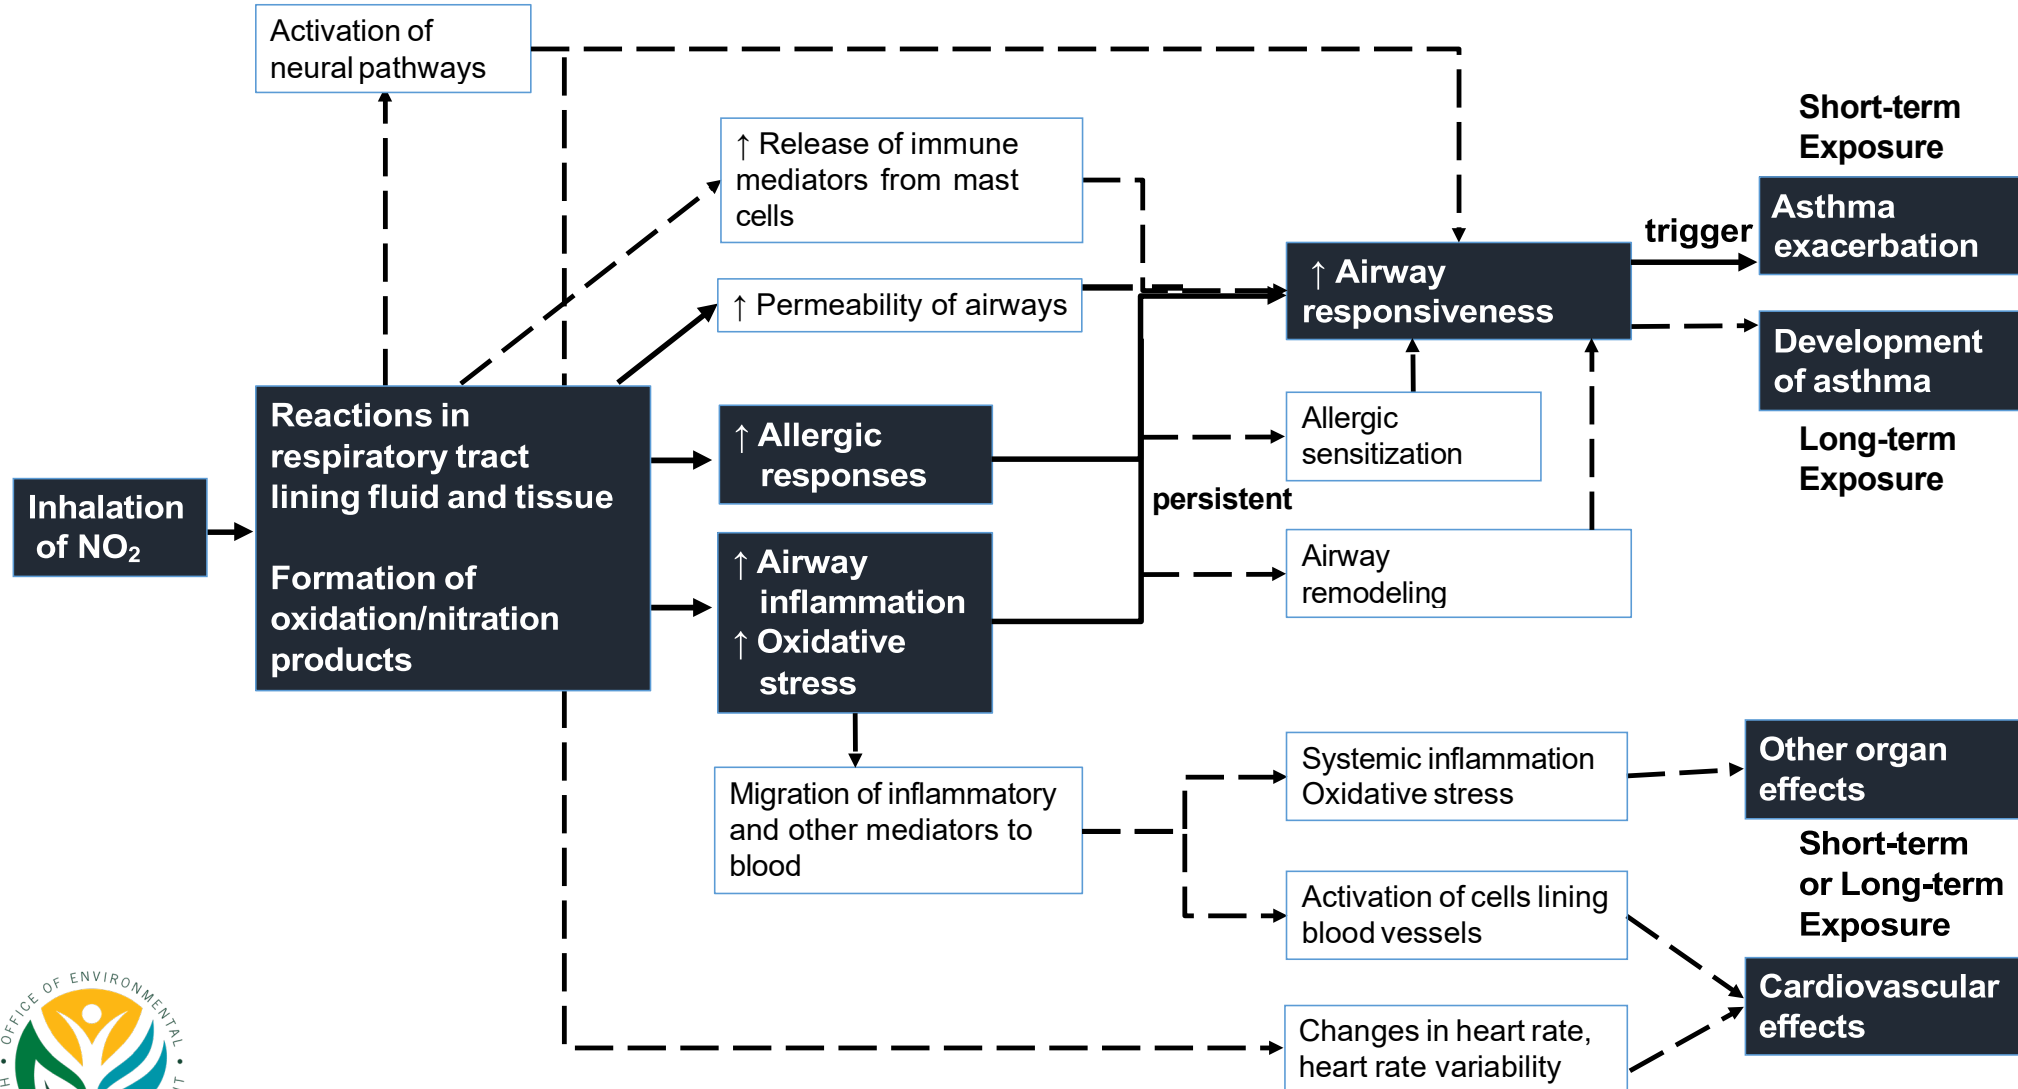 Activation of
neural pathways
↑ Release of immune
mediators from mast
cells
↑ Permeability of airways
Short-term
Exposure
Asthma
exacerbation
trigger
↑ Airway
responsiveness
Development
of asthma
Long-term
Exposure
Reactions in
respiratory tract
lining fluid and tissue
Formation of
oxidation/nitration
products
Inhalation
of NO₂
↑ Allergic
responses
↑ Airway
inflammation
↑ Oxidative
stress
persistent
Allergic
sensitization
Airway
remodeling
Migration of inflammatory
and other mediators to
blood
Systemic inflammation
Oxidative stress
Activation of cells lining
blood vessels
Changes in heart rate,
heart rate variability
Other organ
effects
Short-term
or Long-term
Exposure
Cardiovascular
effects
OFFICE OF ENVIRONMENTAL